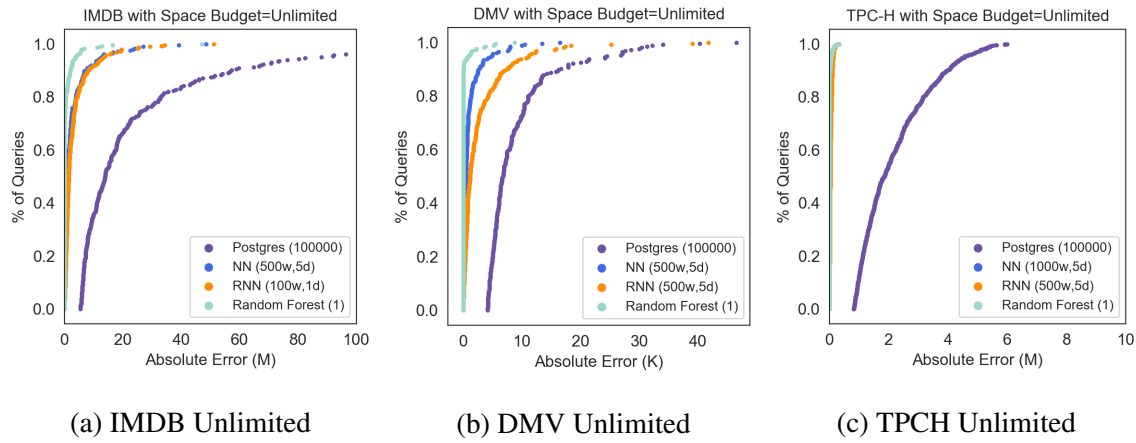 IMDB with Space Budget=Unlimited
% of Queries
1.0
0.8
0.6
0.4
0.2
0.0
Postgres (100000)
NN (500w,5d)
RNN (100w,1d)
Random Forest (1)
0 20 40 60 80 100
Absolute Error (M)
(a) IMDB Unlimited
DMV with Space Budget=Unlimited
% of Queries
1.0
0.8
0.6
0.4
0.2
0.0
Postgres (100000)
NN (500w,5d)
RNN (500w,5d)
Random Forest (1)
0 10 20 30 40
Absolute Error (K)
(b) DMV Unlimited
TPC-H with Space Budget=Unlimited
% of Queries
1.0
0.8
0.6
0.4
0.2
0.0
Postgres (100000)
NN (1000w,5d)
RNN (500w,5d)
Random Forest (1)
0 2 4 6 8 10
Absolute Error (M)
(c) TPCH Unlimited